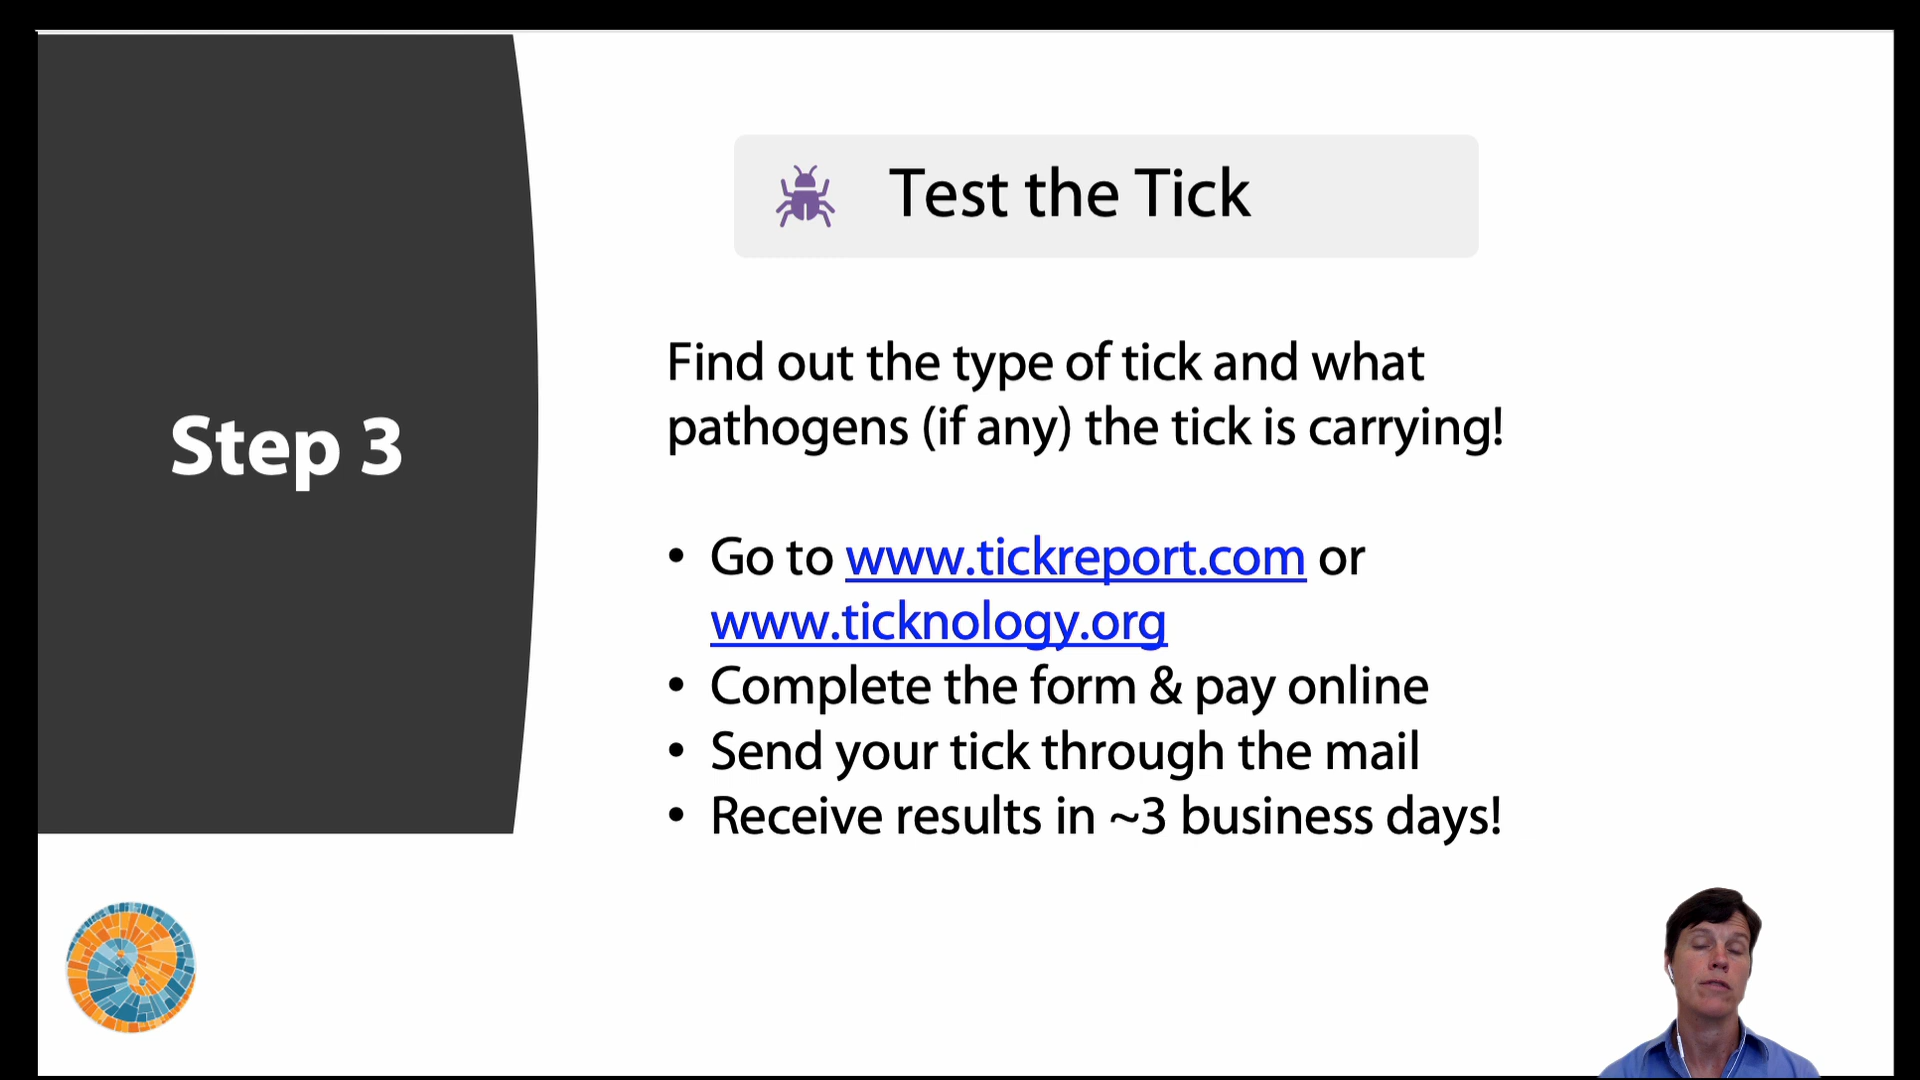 Step 3
Test the Tick
Find out the type of tick and what
pathogens (if any) the tick is carrying!
• Go to www.tickreport.com or
www.ticknology.org
• Complete the form & pay online
• Send your tick through the mail
• Receive results in ~3 business days!